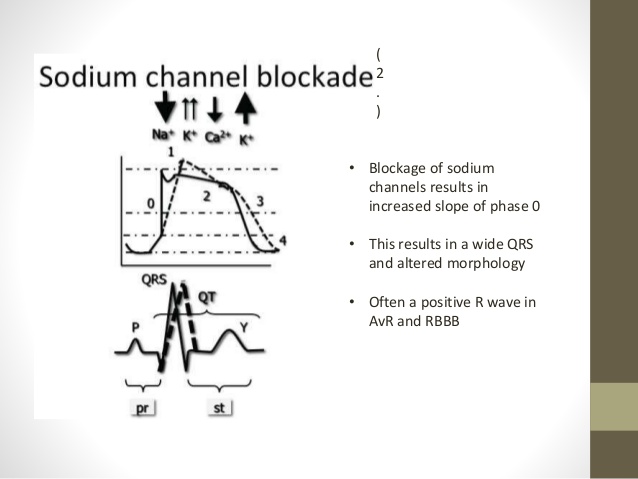 Sodium channel blockade
(
2
.
)
Na⁺ K⁺ Ca²⁺ K⁺
1
0
2
3
4
QRS
QT
P
Y
pr
st
• Blockage of sodium
channels results in
increased slope of phase 0
• This results in a wide QRS
and altered morphology
• Often a positive R wave in
AvR and RBBB